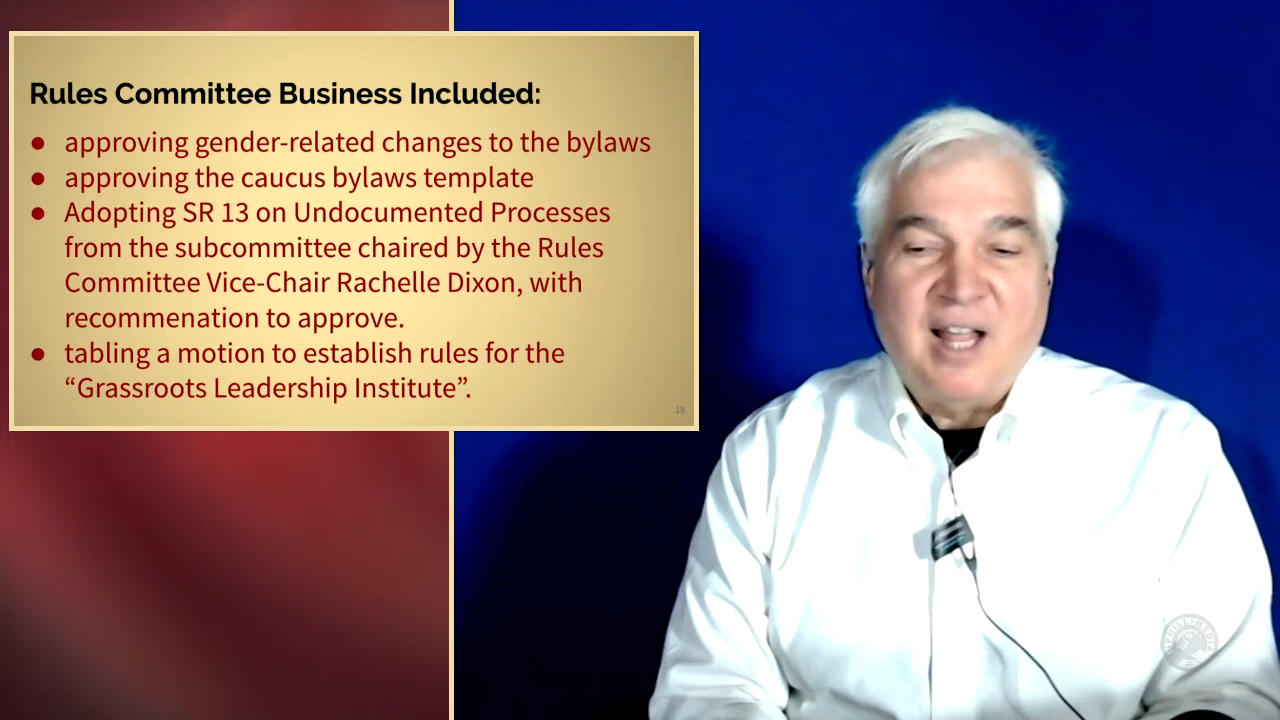 Rules Committee Business Included:
● approving gender-related changes to the bylaws
● approving the caucus bylaws template
● Adopting SR 13 on Undocumented Processes
from the subcommittee chaired by the Rules
Committee Vice-Chair Rachelle Dixon, with
recommenation to approve.
● tabling a motion to establish rules for the
“Grassroots Leadership Institute”.
19